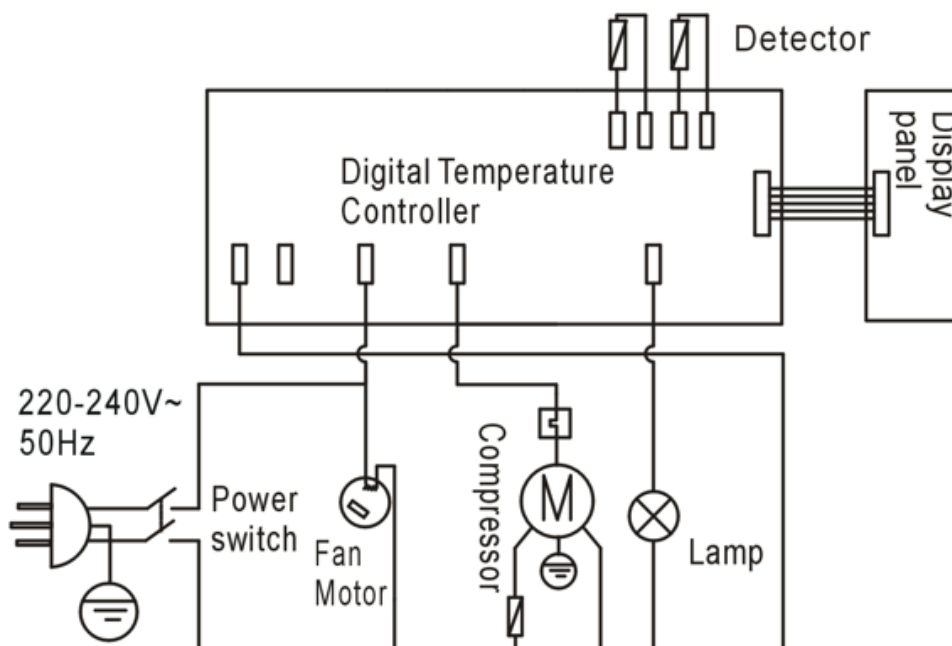 Detector
Display
panel
Digital Temperature
Controller
220-240V~
50Hz
Power
switch
Fan
Motor
Compressor
M
Lamp